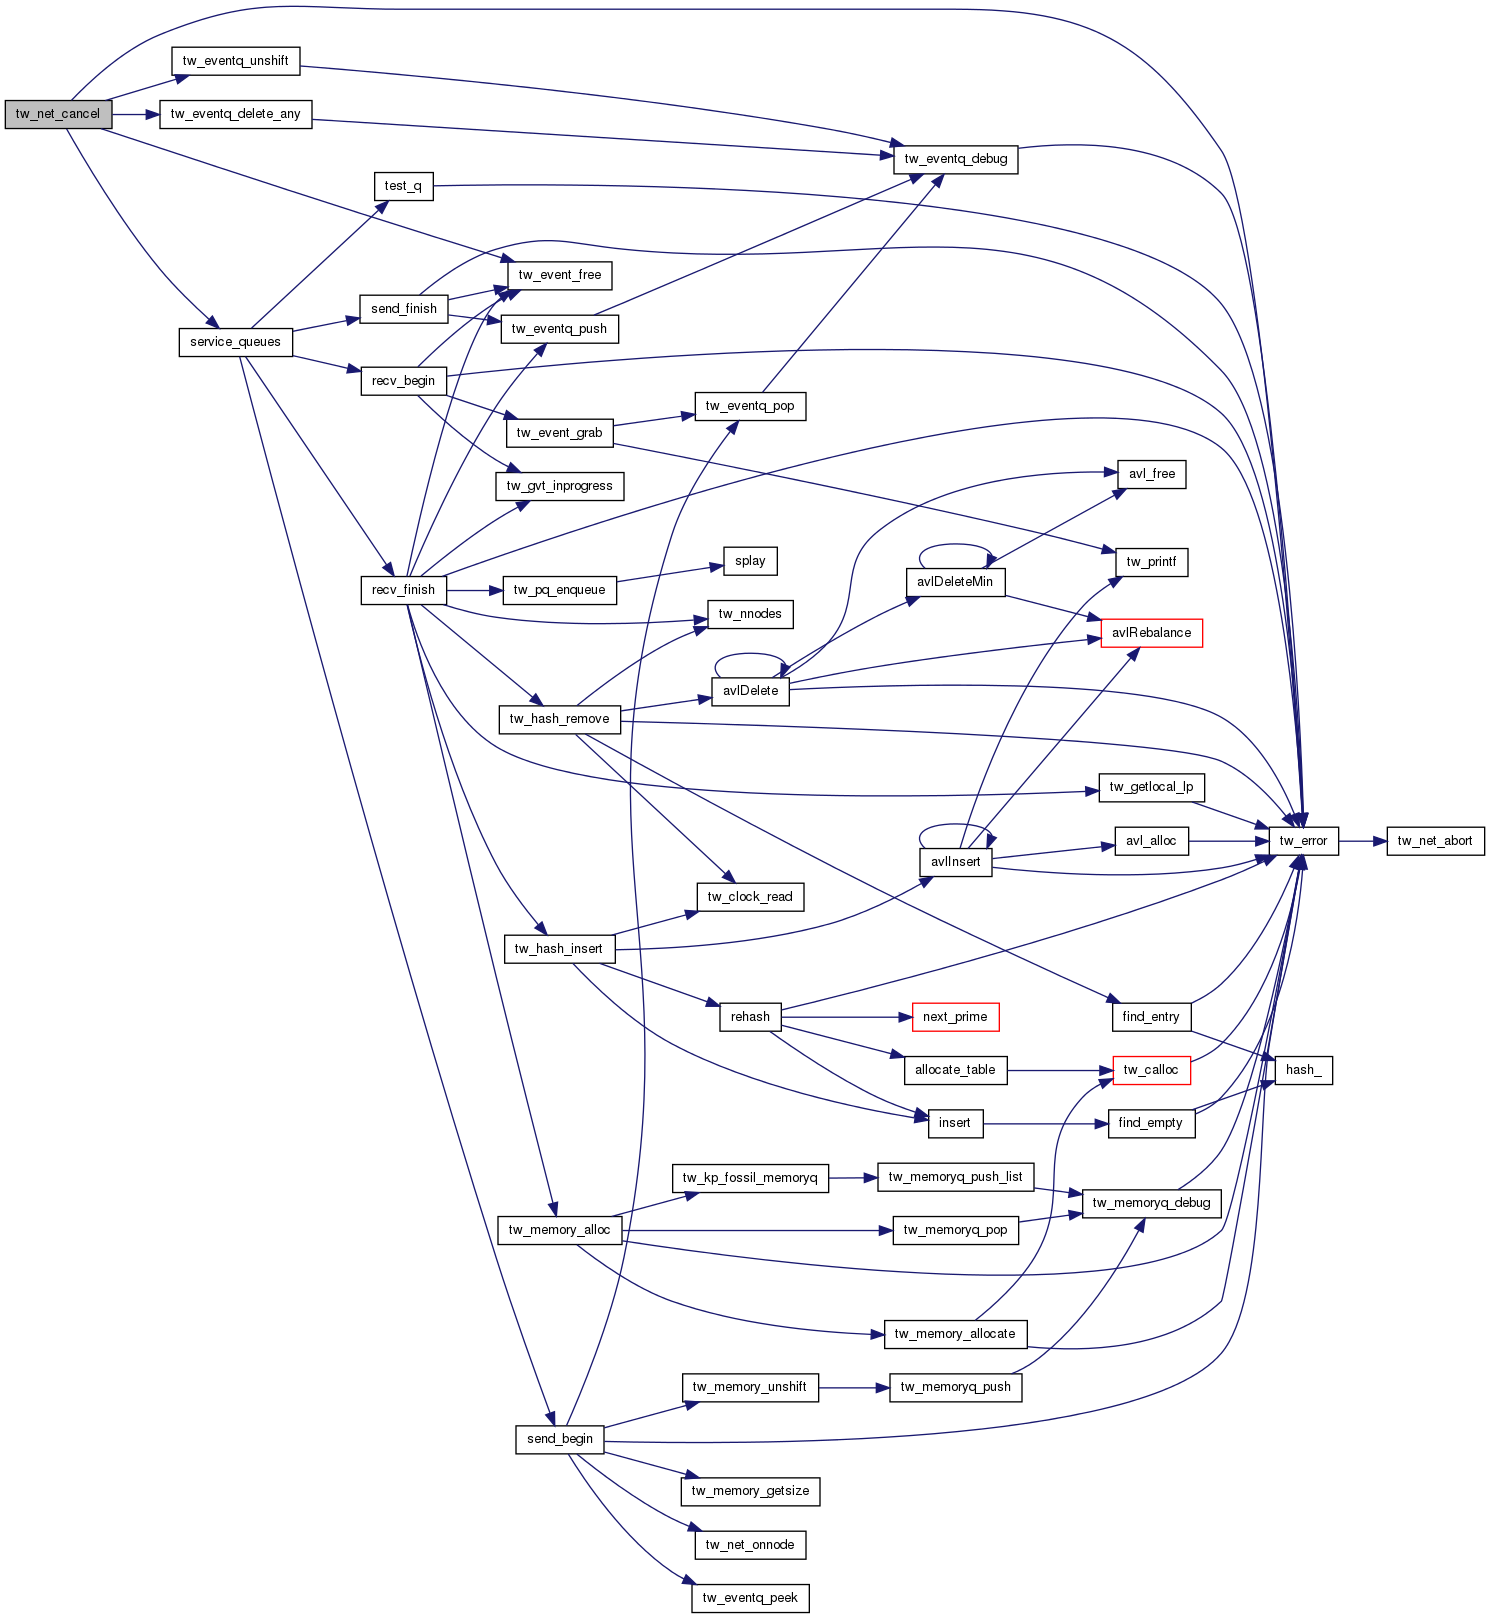 tw_net_cancel
tw_eventq_unshift
tw_eventq_delete_any
tw_eventq_debug
test_q
tw_event_free
send_finish
tw_eventq_push
service_queues
recv_begin
tw_eventq_pop
tw_event_grab
avl_free
tw_gvt_inprogress
splay
tw_printf
avlDeleteMin
recv_finish
tw_pq_enqueue
tw_nnodes
avlRebalance
avlDelete
tw_hash_remove
tw_getlocal_lp
avl_alloc
tw_error
tw_net_abort
avlInsert
tw_clock_read
tw_hash_insert
rehash
next_prime
find_entry
allocate_table
tw_calloc
hash_
insert
find_empty
tw_kp_fossil_memoryq
tw_memoryq_push_list
tw_memoryq_debug
tw_memory_alloc
tw_memoryq_pop
tw_memory_allocate
tw_memory_unshift
tw_memoryq_push
send_begin
tw_memory_getsize
tw_net_onnode
tw_eventq_peek